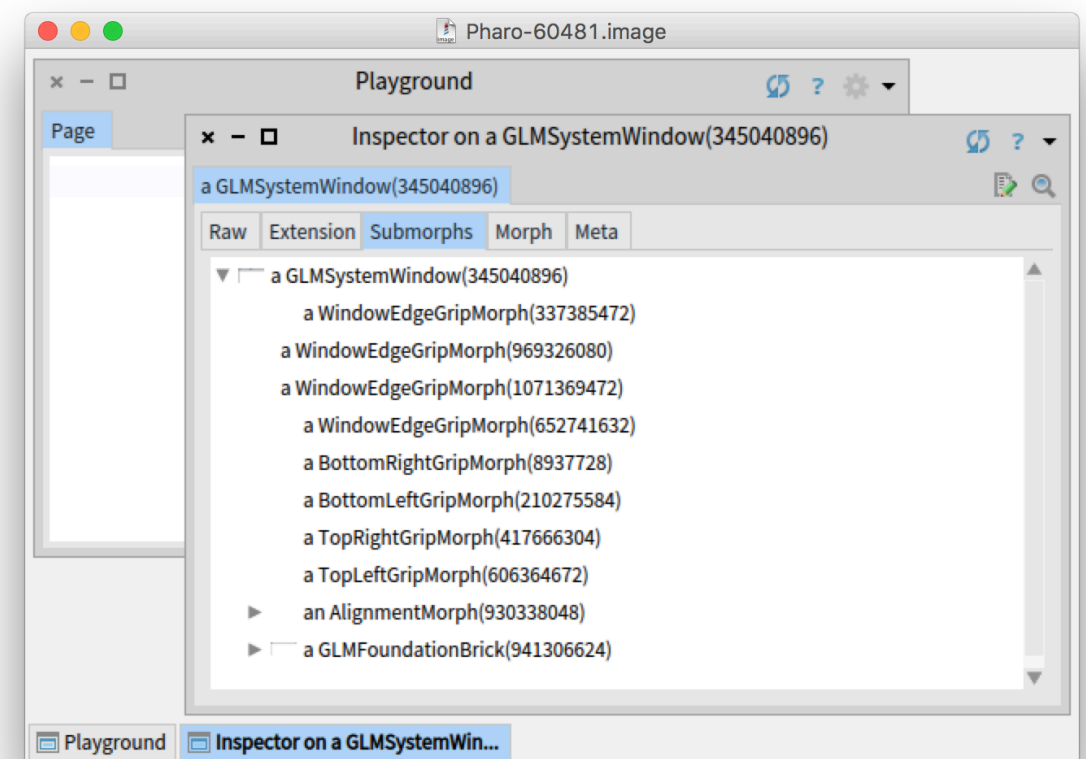 Pharo-60481.image
Playground
?
Page
Inspector on a GLMSystemWindow(345040896)
?
a GLMSystemWindow(345040896)
Raw Extension Submorphs Morph Meta
a GLMSystemWindow(345040896)
a WindowEdgeGripMorph(337385472)
a WindowEdgeGripMorph(969326080)
a WindowEdgeGripMorph(1071369472)
a WindowEdgeGripMorph(652741632)
a BottomRightGripMorph(8937728)
a BottomLeftGripMorph(210275584)
a TopRightGripMorph(417666304)
a TopLeftGripMorph(606364672)
an AlignmentMorph(930338048)
a GLMFoundationBrick(941306624)
Playground Inspector on a GLMSystemWin...